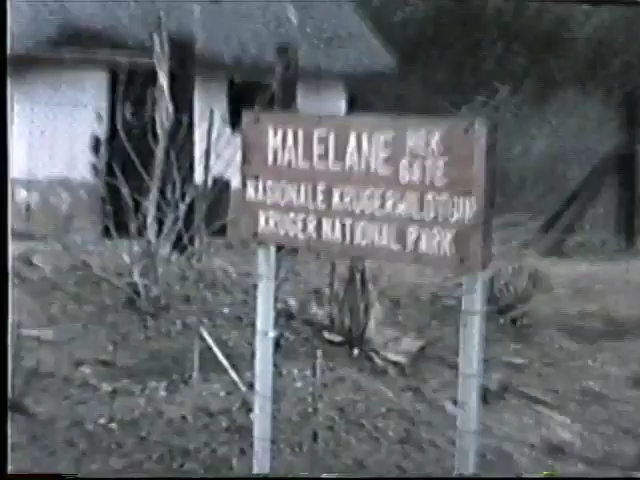 MALELANE HEK
GATE
NASIONALE KRUGERWILDTUIN
KRUGER NATIONAL PARK